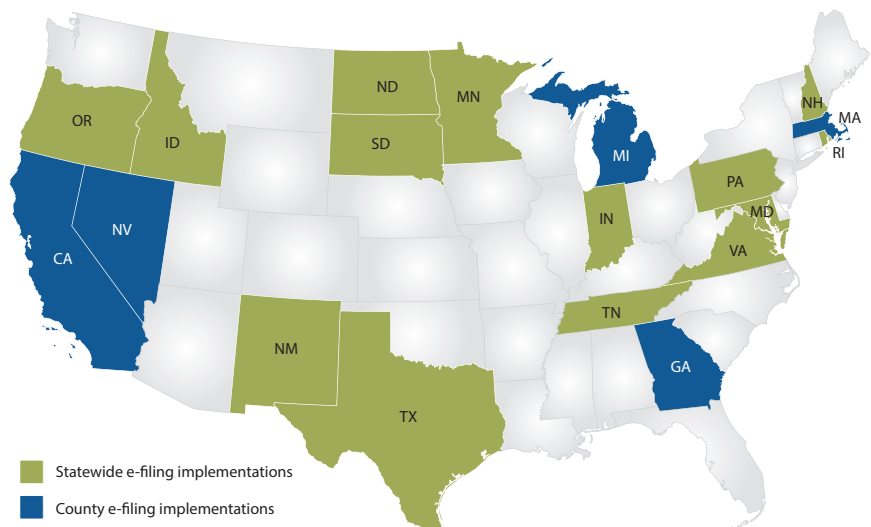 ND
MN
NH
MA
OR
ID
SD
MI
RI
PA
IN
MD
NV
VA
CA
TN
NM
GA
TX
Statewide e-filing implementations
County e-filing implementations